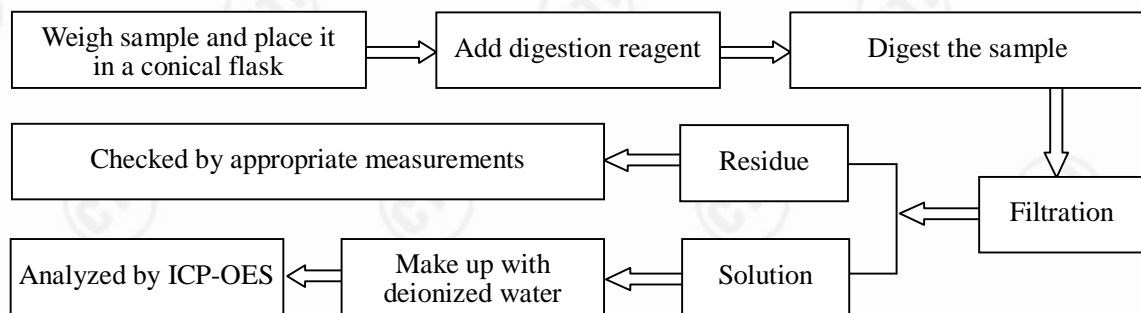 Weigh sample and place it
in a conical flask
Add digestion reagent
Digest the sample
Checked by appropriate measurements
Residue
Filtration
Analyzed by ICP-OES
Make up with
deionized water
Solution